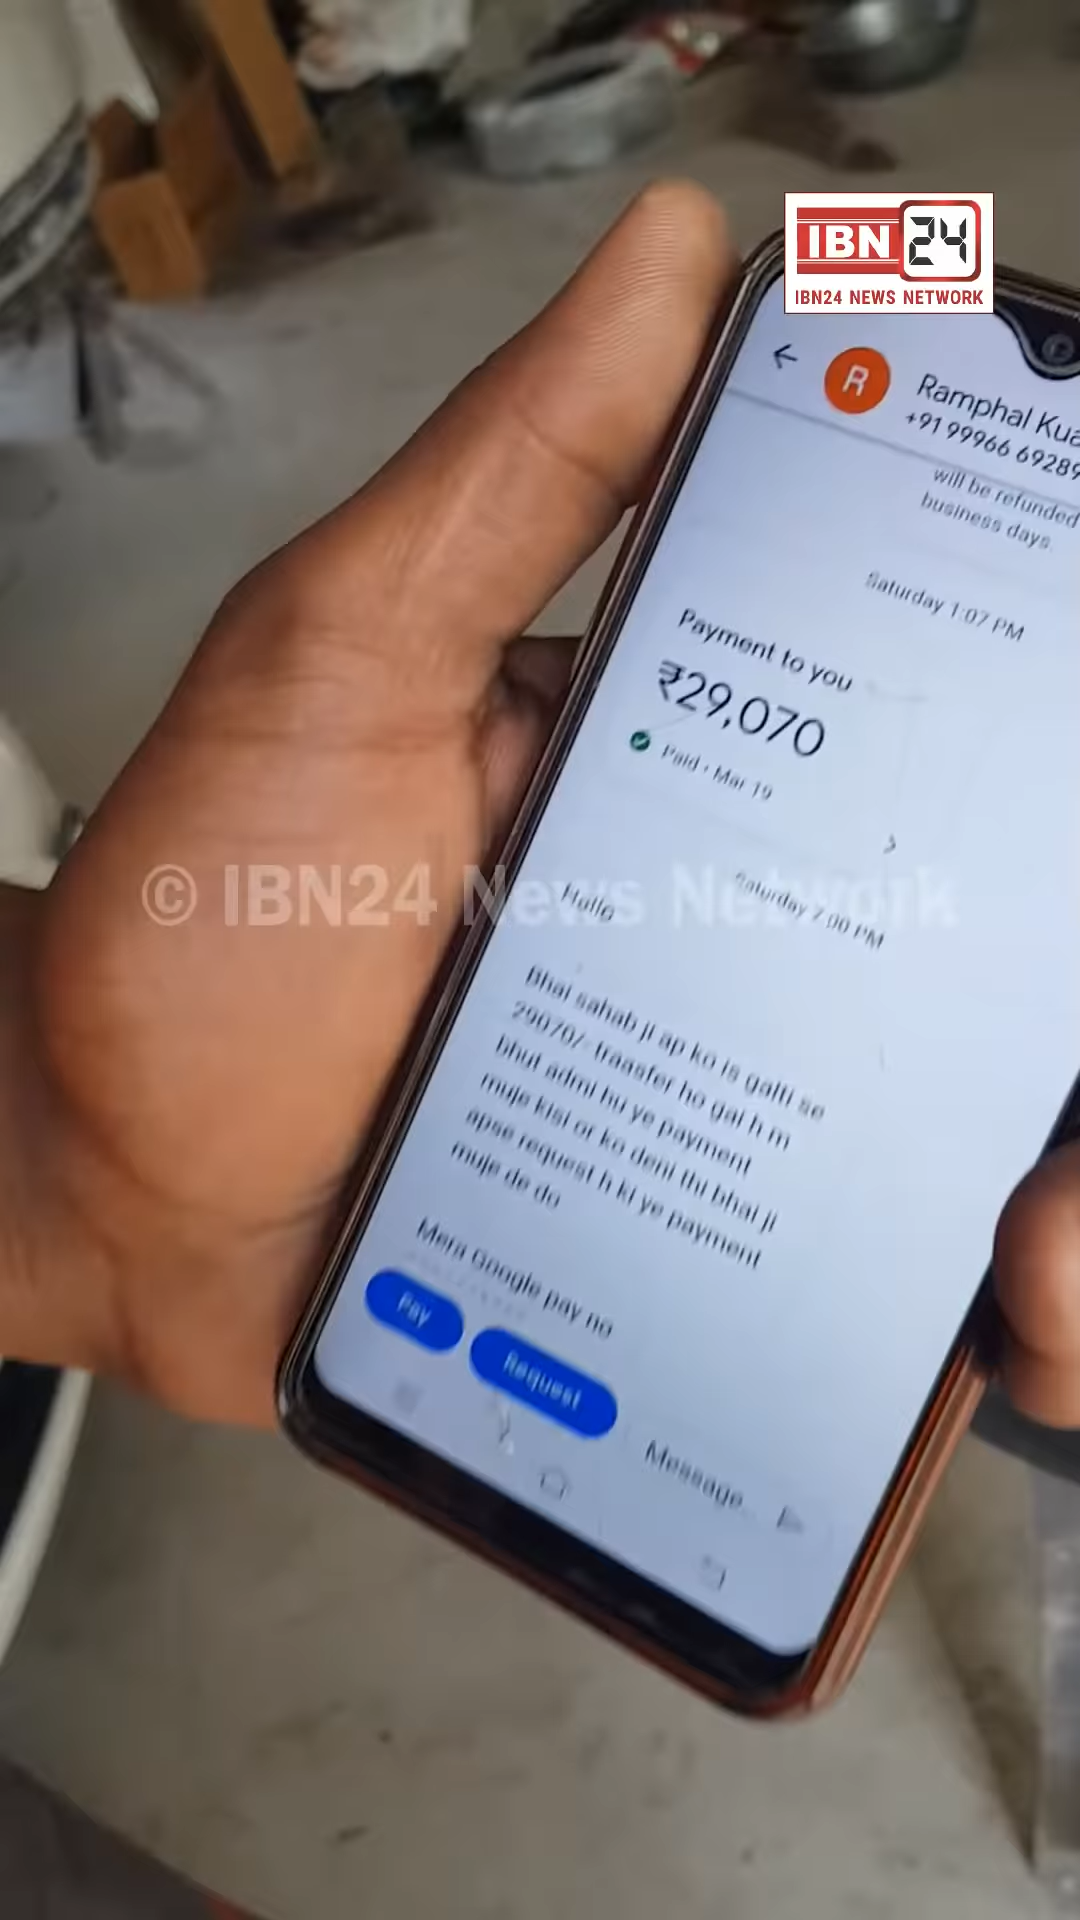 IBN 24
IBN24 NEWS NETWORK
R
Ramphal Kua
+91 99966 69289
will be refunded
business days.
Saturday 1:07 PM
Payment to you
₹29,070
Paid • Mar 19
© IBN24 News Network
Saturday 2:00 PM
Hello
Bhai sahab ji ap ko is galti se
29070/- traasfer ho gai h m
bhut admi hu ye payment
muje kisi or ko deni thi bhai ji
apse request h ki ye payment
muje de do
Mera Google pay no
Pay
Request
Message...